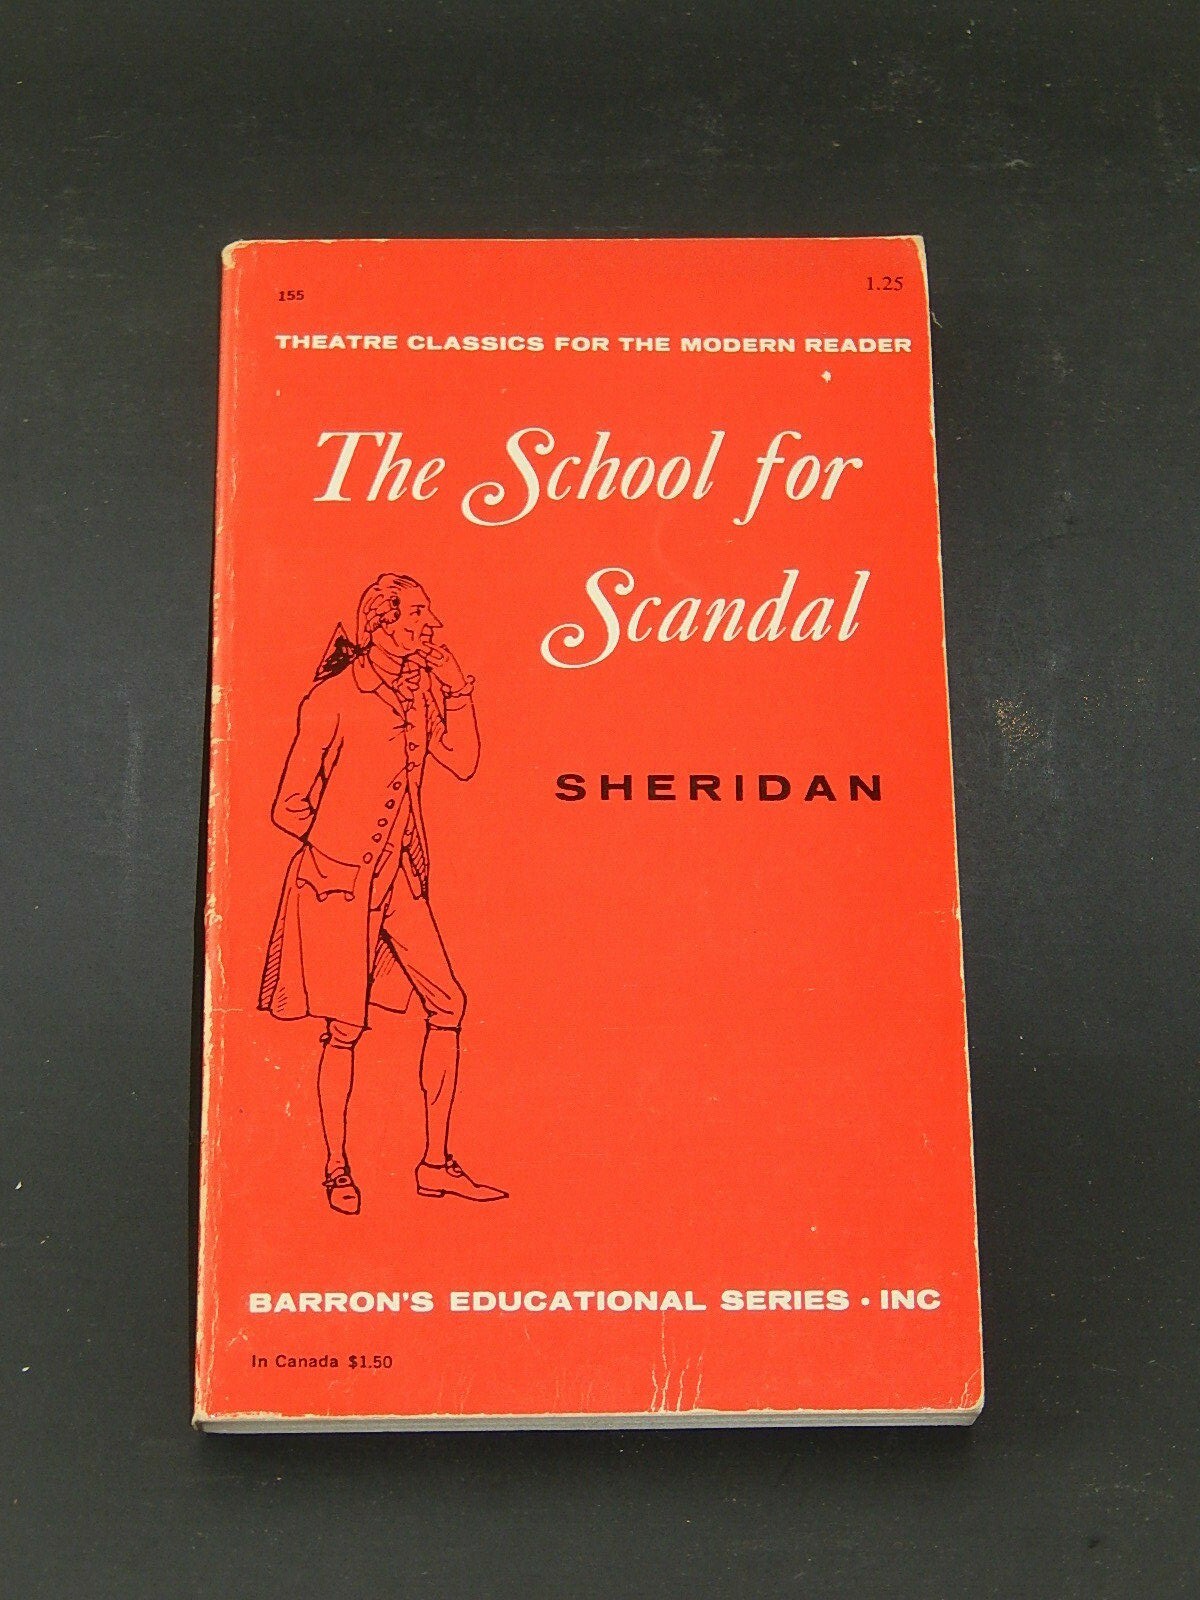 155
1.25
THEATRE CLASSICS FOR THE MODERN READER
The School for
Scandal
SHERIDAN
BARRON'S EDUCATIONAL SERIES • INC
In Canada $1.50